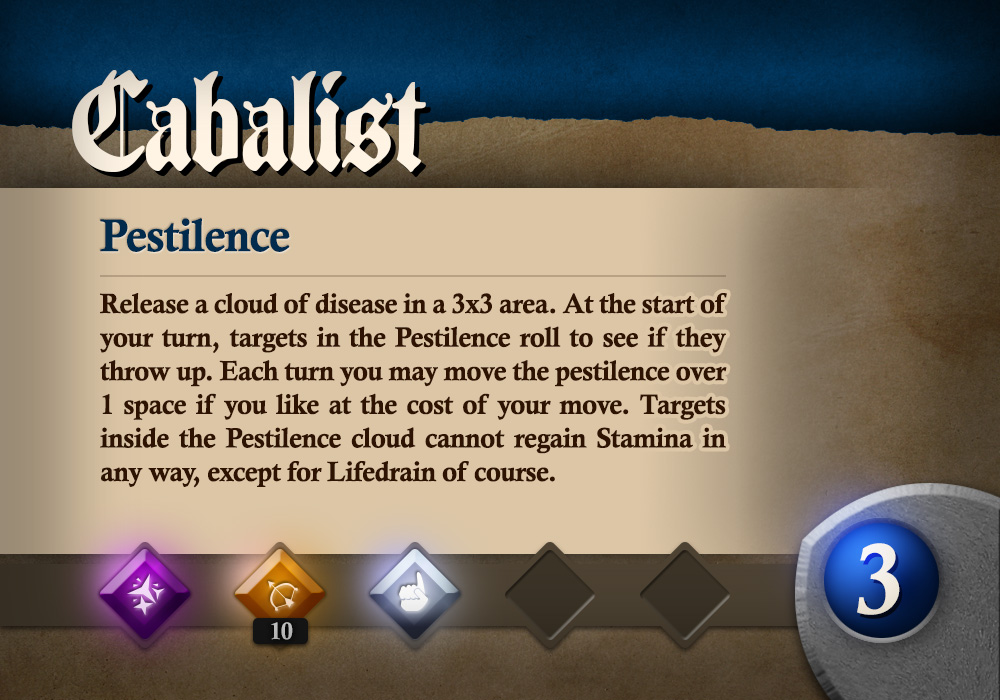 Cabalist
Pestilence
Release a cloud of disease in a 3x3 area. At the start of
your turn, targets in the Pestilence roll to see if they
throw up. Each turn you may move the pestilence over
1 space if you like at the cost of your move. Targets
inside the Pestilence cloud cannot regain Stamina in
any way, except for Lifedrain of course.
10
3